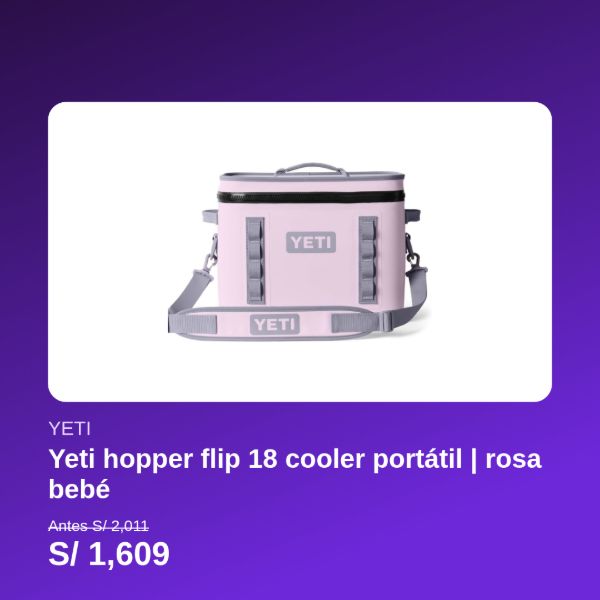 YETI
YETI
YETI
Yeti hopper flip 18 cooler portátil | rosa
bebé
Antes S/ 2,011
S/ 1,609